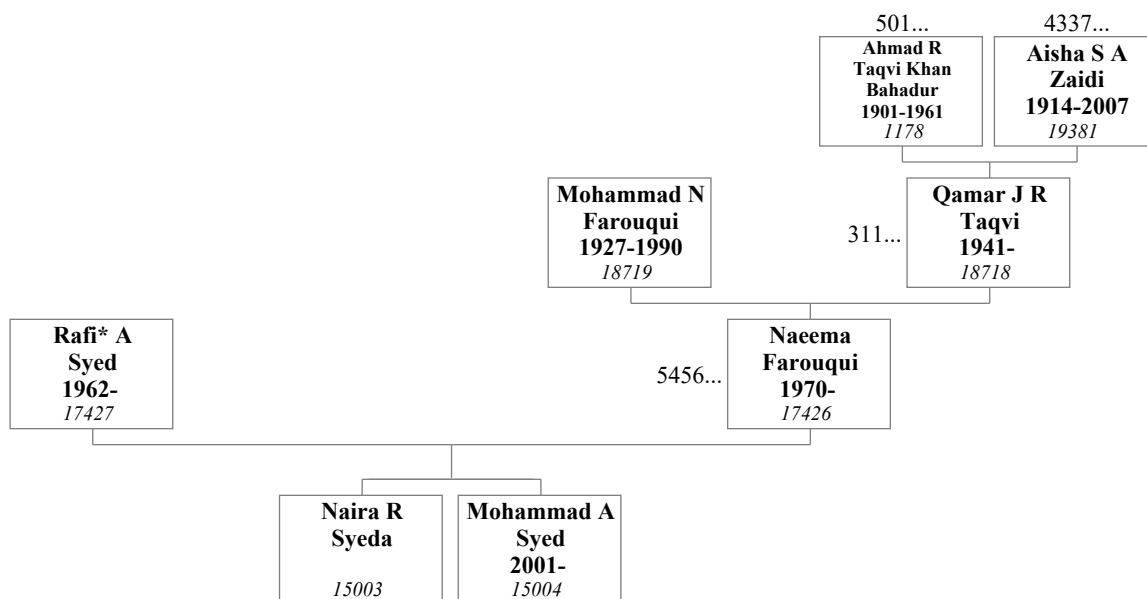 501...
4337...
Ahmad R
Taqvi Khan
Bahadur
1901-1961
1178
Aisha S A
Zaidi
1914-2007
19381
Mohammad N
Farouqui
1927-1990
18719
311...
Qamar J R
Taqvi
1941-
18718
Rafi* A
Syed
1962-
17427
5456...
Naeema
Farouqui
1970-
17426
Naira R
Syeda
15003
Mohammad A
Syed
2001-
15004